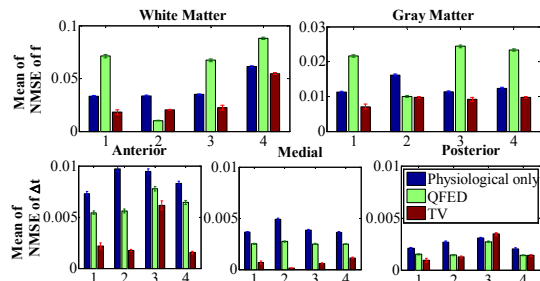 White Matter
Gray Matter
Mean of
NMSE of f
0.1
0.05
0
1 2 3 4
0.03
0.02
0.01
0
1 2 3 4
Anterior
Medial
Posterior
Mean of
NMSE of Δt
0.01
0.005
0
1 2 3 4
0.01
0.005
0
1 2 3 4
0.01
0.005
0
1 2 3 4
Physiological only
QFED
TV